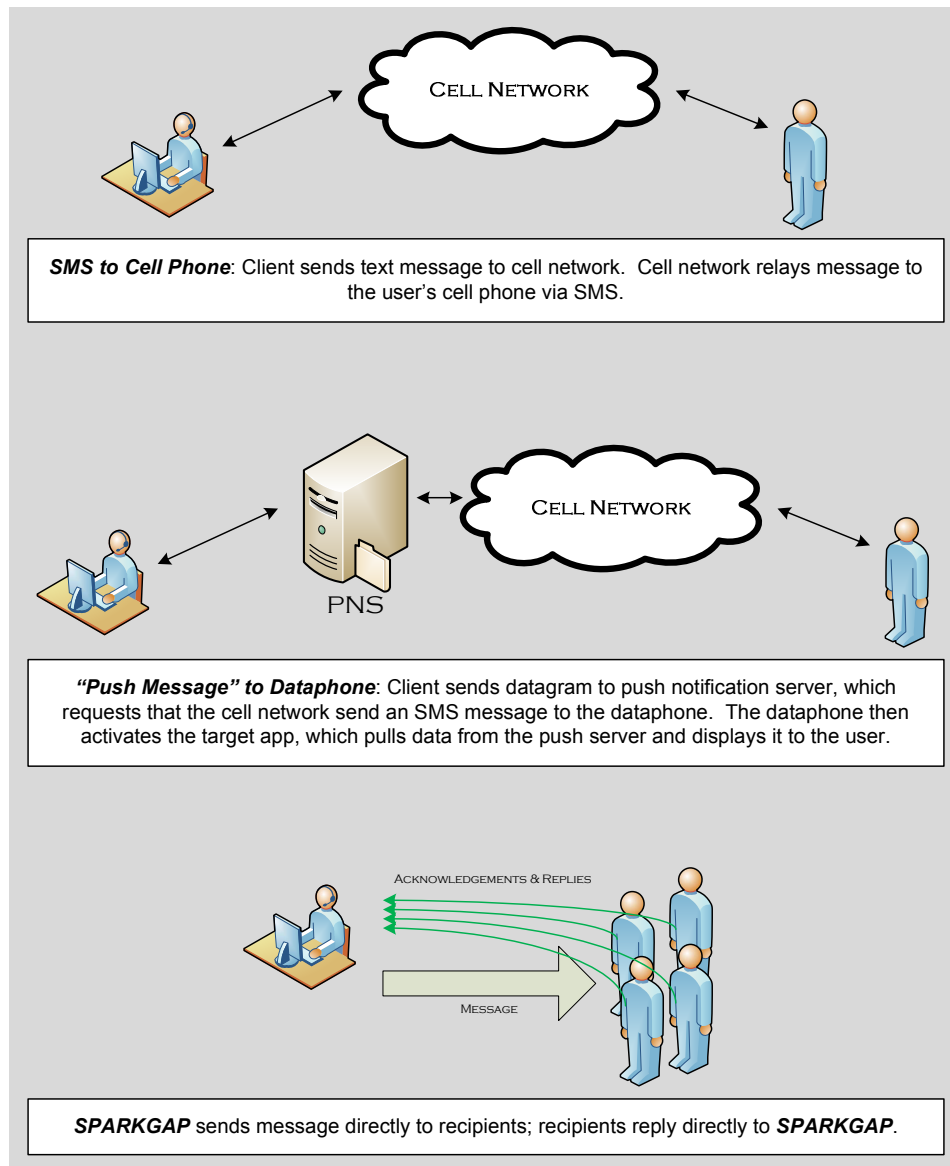 CELL NETWORK
SMS to Cell Phone: Client sends text message to cell network.  Cell network relays message to
the user's cell phone via SMS.
CELL NETWORK
PNS
“Push Message” to Dataphone: Client sends datagram to push notification server, which
requests that the cell network send an SMS message to the dataphone.  The dataphone then
activates the target app, which pulls data from the push server and displays it to the user.
ACKNOWLEDGEMENTS & REPLIES
MESSAGE
SPARKGAP sends message directly to recipients; recipients reply directly to SPARKGAP.